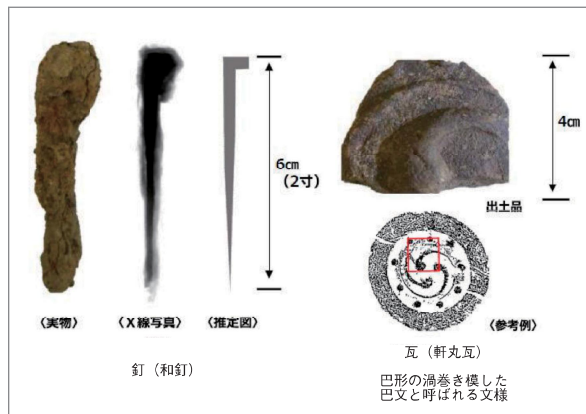 6㎝
（2寸）
〈実物〉
〈X線写真〉
〈推定図〉
釘（和釘）
4㎝
出土品
〈参考例〉
瓦（軒丸瓦）
巴形の渦巻き模した
巴文と呼ばれる文様